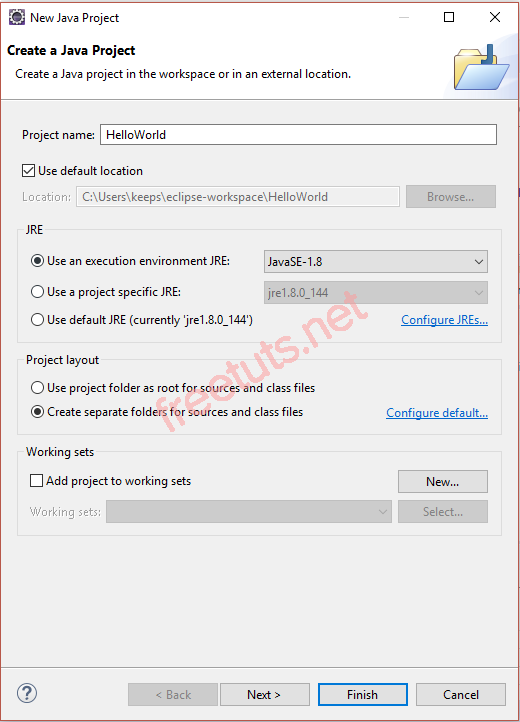 New Java Project
Create a Java Project
Create a Java project in the workspace or in an external location.
Project name: HelloWorld
Use default location
Location: C:\Users\keeps\eclipse-workspace\HelloWorld Browse...
JRE
Use an execution environment JRE: JavaSE-1.8
Use a project specific JRE: jre1.8.0_144
Use default JRE (currently 'jre1.8.0_144') Configure JREs...
Project layout
Use project folder as root for sources and class files
Create separate folders for sources and class files Configure default...
freetuts.net
Working sets
Add project to working sets New...
Working sets: Select...
? < Back Next > Finish Cancel